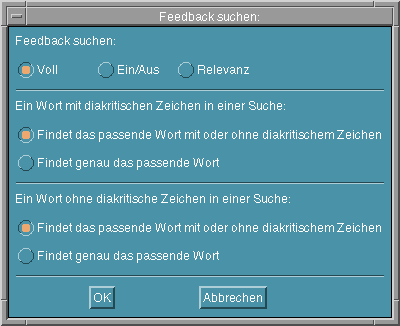 Feedback suchen:
Feedback suchen:
Voll Ein/Aus Relevanz
Ein Wort mit diakritischen Zeichen in einer Suche:
Findet das passende Wort mit oder ohne diakritischem Zeichen
Findet genau das passende Wort
Ein Wort ohne diakritische Zeichen in einer Suche:
Findet das passende Wort mit oder ohne diakritischem Zeichen
Findet genau das passende Wort
OK Abbrechen